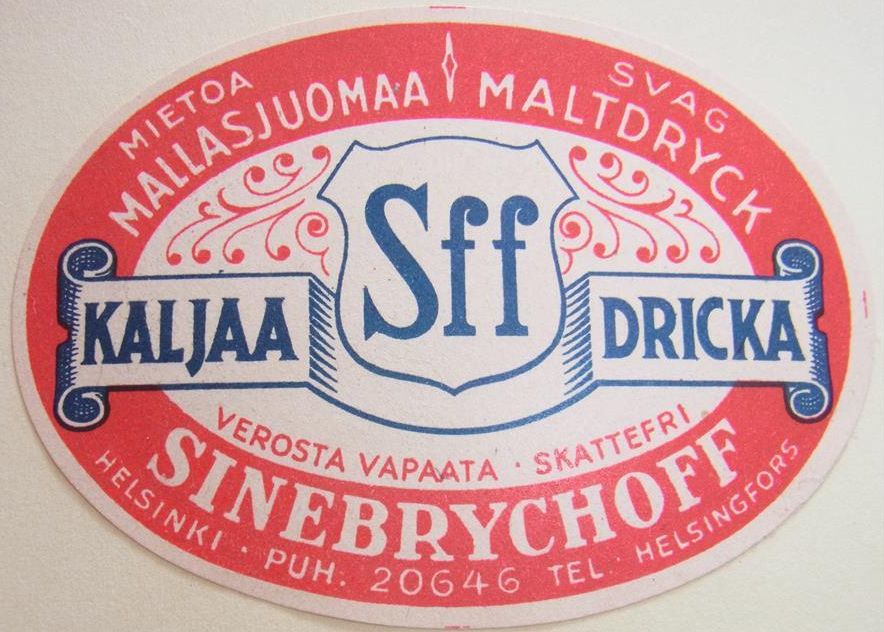 MIETOA
MALLASJUOMAA
SVAG
MALTDRYCK
Sff
KALJAA
DRICKA
VEROSTA VAPAATA · SKATTEFRI
SINEBRYCHOFF
HELSINKI · PUH. 20646 TEL. HELSINGFORS